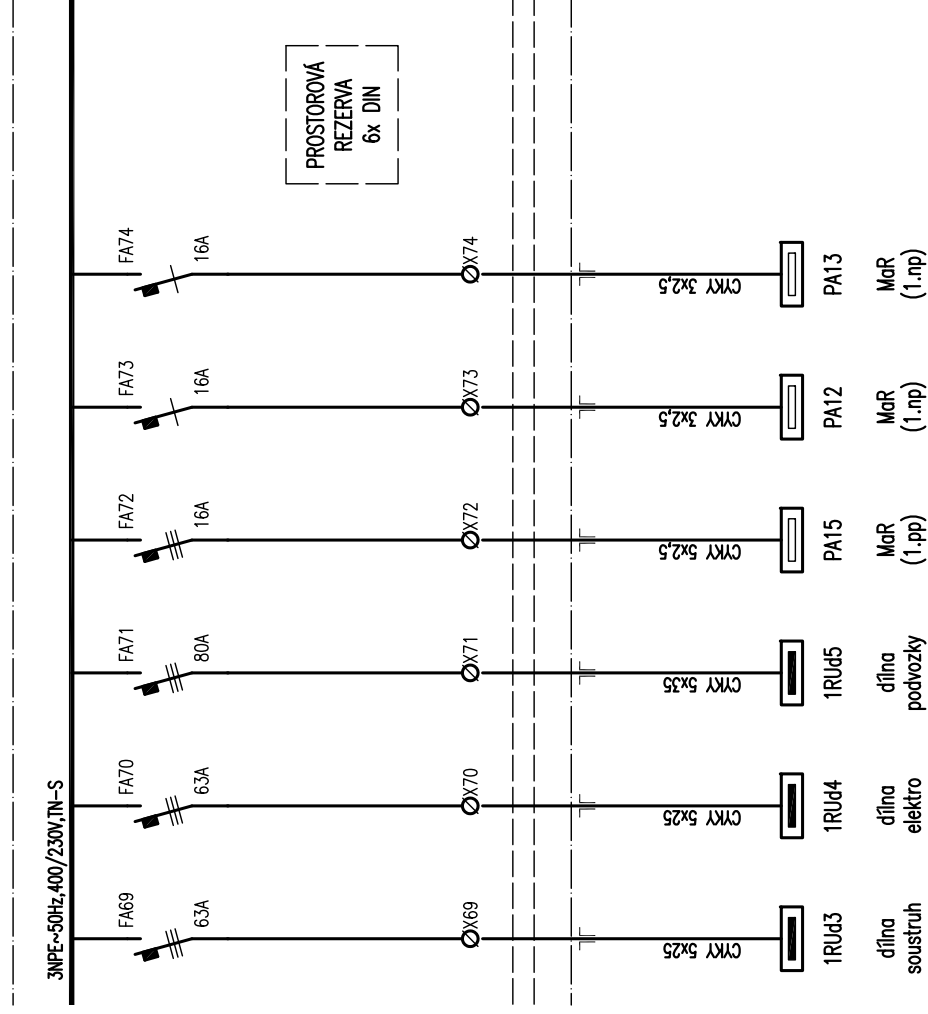 3NPE~50Hz,400/230V,TN-S
PROSTOROVÁ
REZERVA
6x DIN
FA74
16A
X74
CYKY 3x2,5
PA13
MaR
(1.np)
FA73
16A
X73
CYKY 3x2,5
PA12
MaR
(1.np)
FA72
16A
X72
CYKY 5x2,5
PA15
MaR
(1.pp)
FA71
80A
X71
CYKY 5x35
1RUd5
dílna
podvozky
FA70
63A
X70
CYKY 5x25
1RUd4
dílna
elektro
FA69
63A
X69
CYKY 5x25
1RUd3
dílna
soustruh